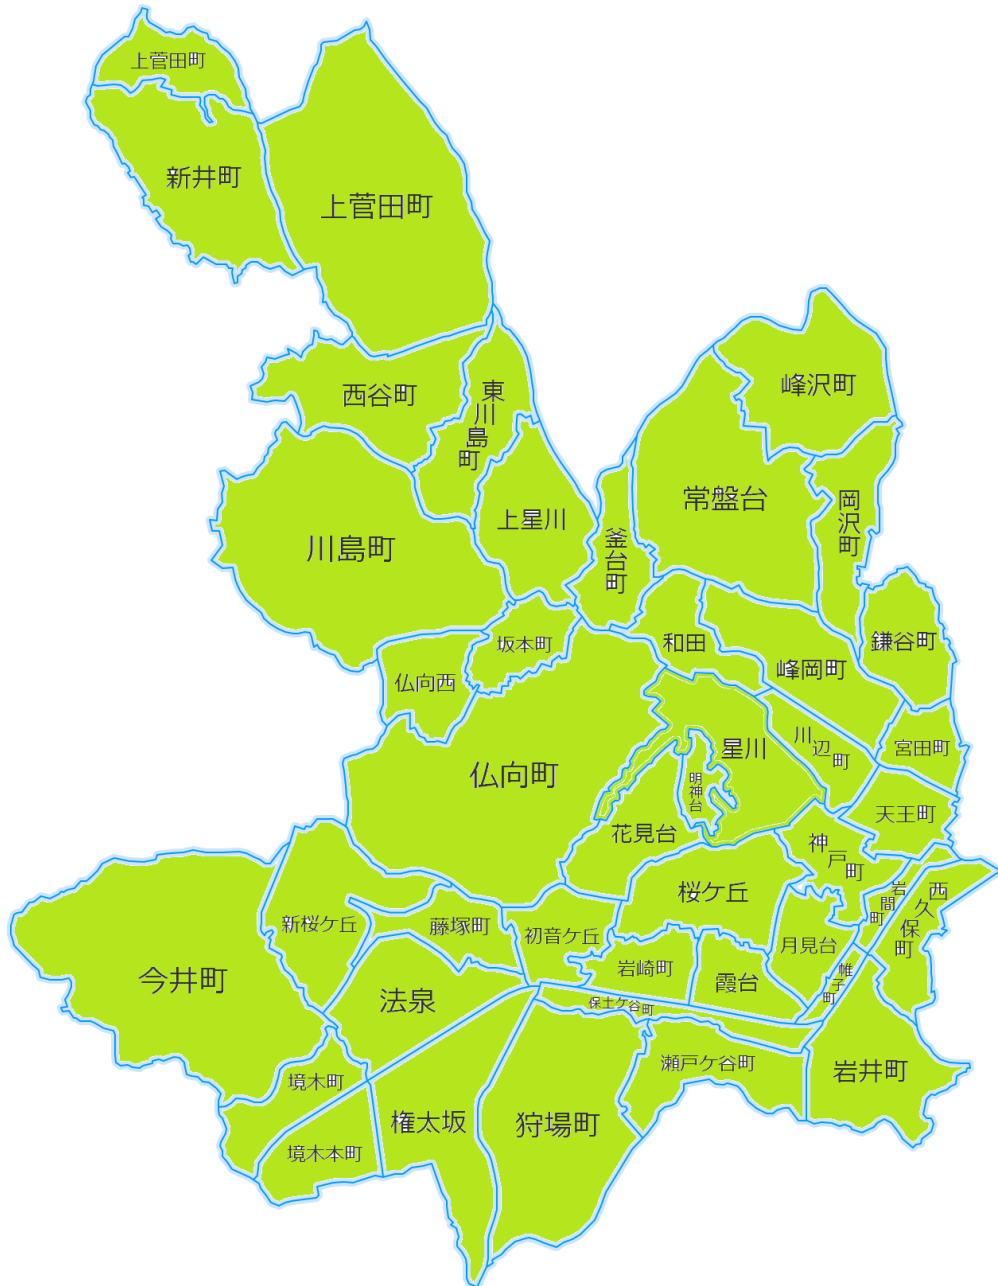 上菅田町
新井町
上菅田町
峰沢町
西谷町
東川島町
常盤台
岡沢町
上星川
川島町
釜台町
鎌谷町
和田
坂本町
峰岡町
仏向西
川辺町
星川
宮田町
仏向町
明神台
天王町
花見台
神戸町
桜ケ丘
岩間町
西久保町
新桜ケ丘
藤塚町
初音ケ丘
月見台
岩崎町
霞台
今井町
法泉
帷子町
保土ケ谷町
瀬戸ケ谷町
岩井町
境木町
権太坂
狩場町
境木本町